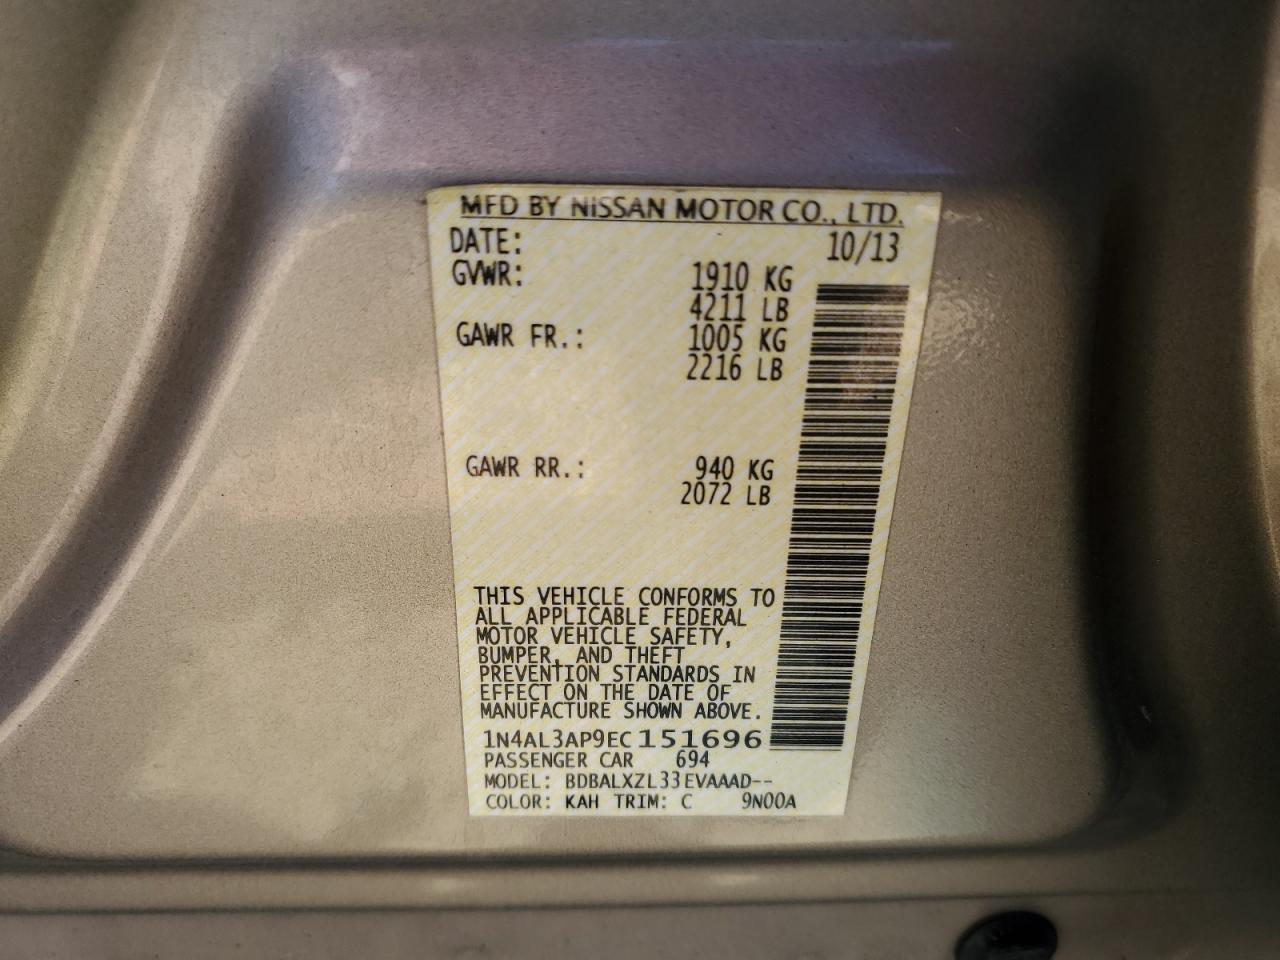 MFD BY NISSAN MOTOR CO., LTD.
DATE: 10/13
GVWR: 1910 KG
4211 LB
GAWR FR.: 1005 KG
2216 LB
GAWR RR.: 940 KG
2072 LB
THIS VEHICLE CONFORMS TO
ALL APPLICABLE FEDERAL
MOTOR VEHICLE SAFETY,
BUMPER, AND THEFT
PREVENTION STANDARDS IN
EFFECT ON THE DATE OF
MANUFACTURE SHOWN ABOVE.
1N4AL3AP9EC151696
PASSENGER CAR 694
MODEL: BDBALXZL33EVAAAD--
COLOR: KAH TRIM: C 9N00A